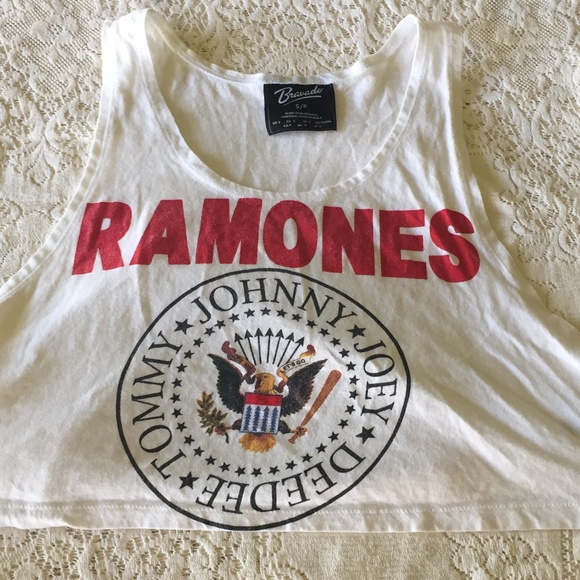 Bravado
S/P
RAMONES
JOHNNY ★ JOEY ★ DEEDEE ★ TOMMY ★